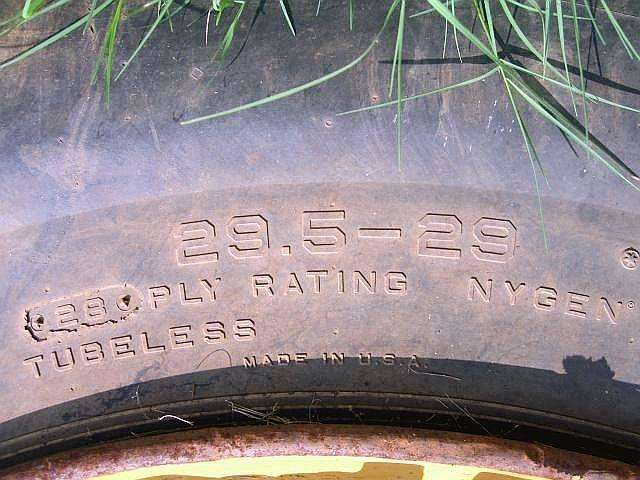 29.5-29
28 PLY RATING NYGEN®
TUBELESS
MADE IN U.S.A.